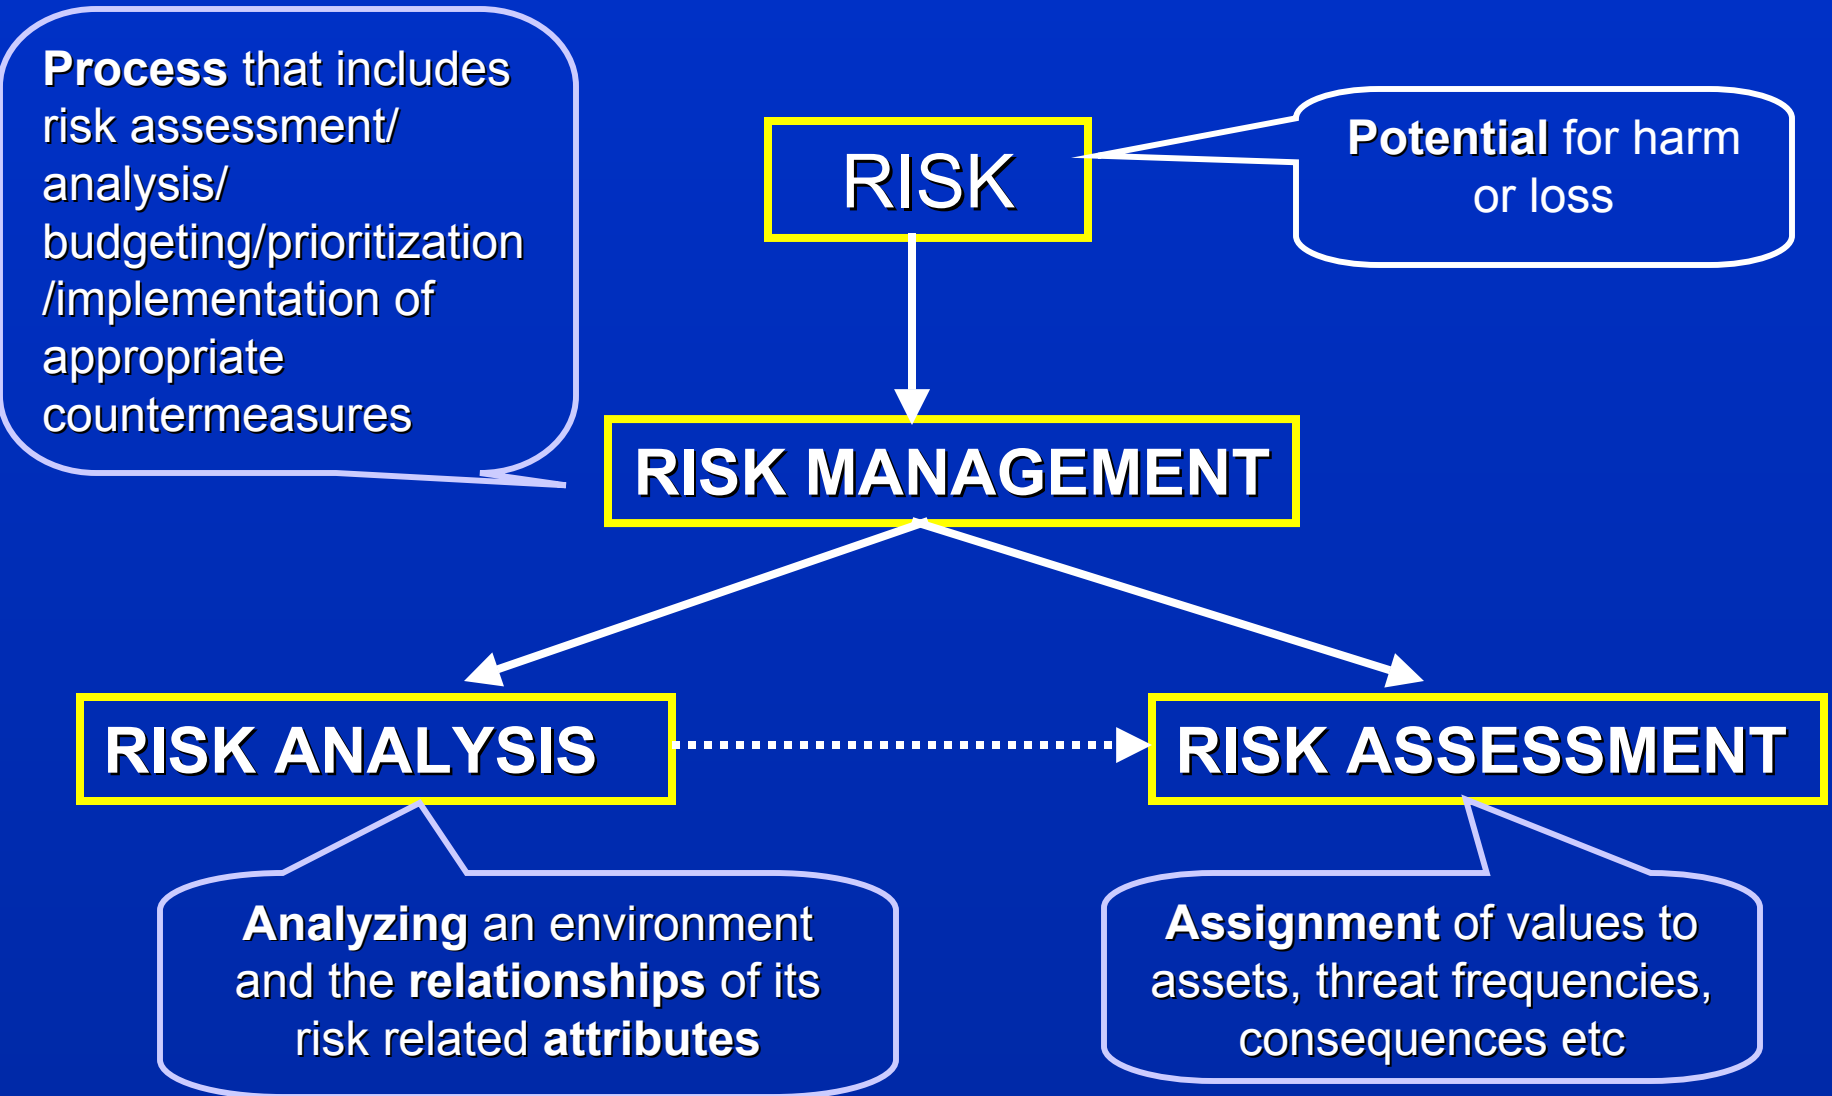 Process that includes
risk assessment/
analysis/
budgeting/prioritization
/implementation of
appropriate
countermeasures
RISK
Potential for harm
or loss
RISK MANAGEMENT
RISK ANALYSIS
RISK ASSESSMENT
Analyzing an environment
and the relationships of its
risk related attributes
Assignment of values to
assets, threat frequencies,
consequences etc